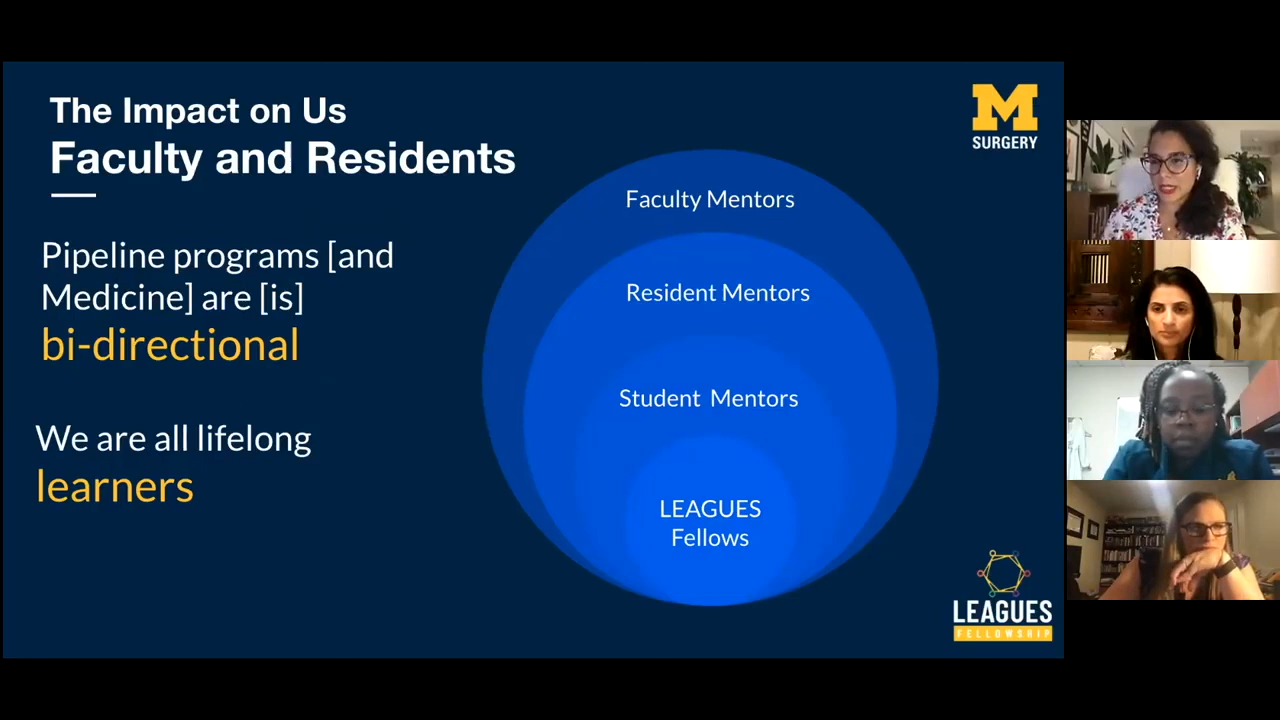 The Impact on Us
Faculty and Residents
Pipeline programs [and
Medicine] are [is]
bi-directional
We are all lifelong
learners
M
SURGERY
Faculty Mentors
Resident Mentors
Student Mentors
LEAGUES
Fellows
LEAGUES
FELLOWSHIP